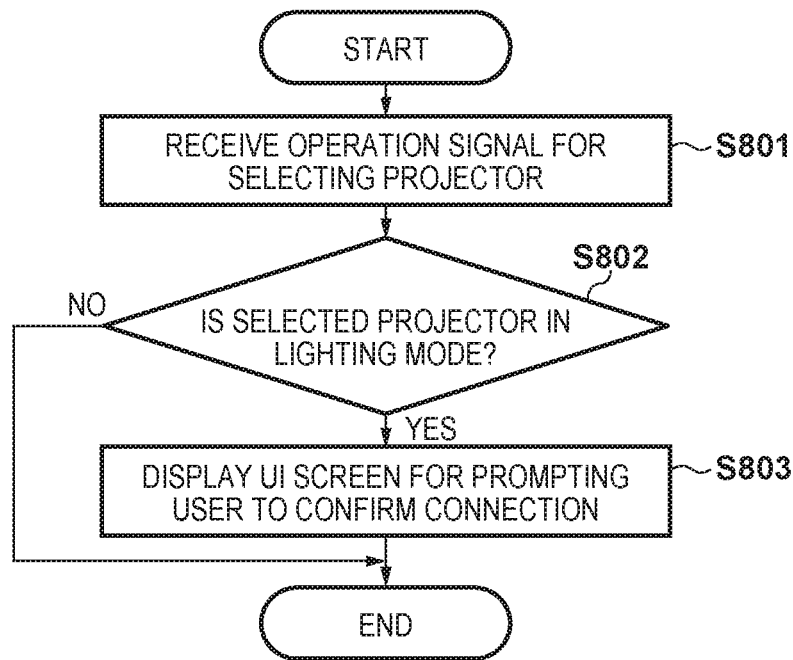 START
RECEIVE OPERATION SIGNAL FOR
SELECTING PROJECTOR
S801
S802
NO
IS SELECTED PROJECTOR IN
LIGHTING MODE?
YES
DISPLAY UI SCREEN FOR PROMPTING
USER TO CONFIRM CONNECTION
S803
END